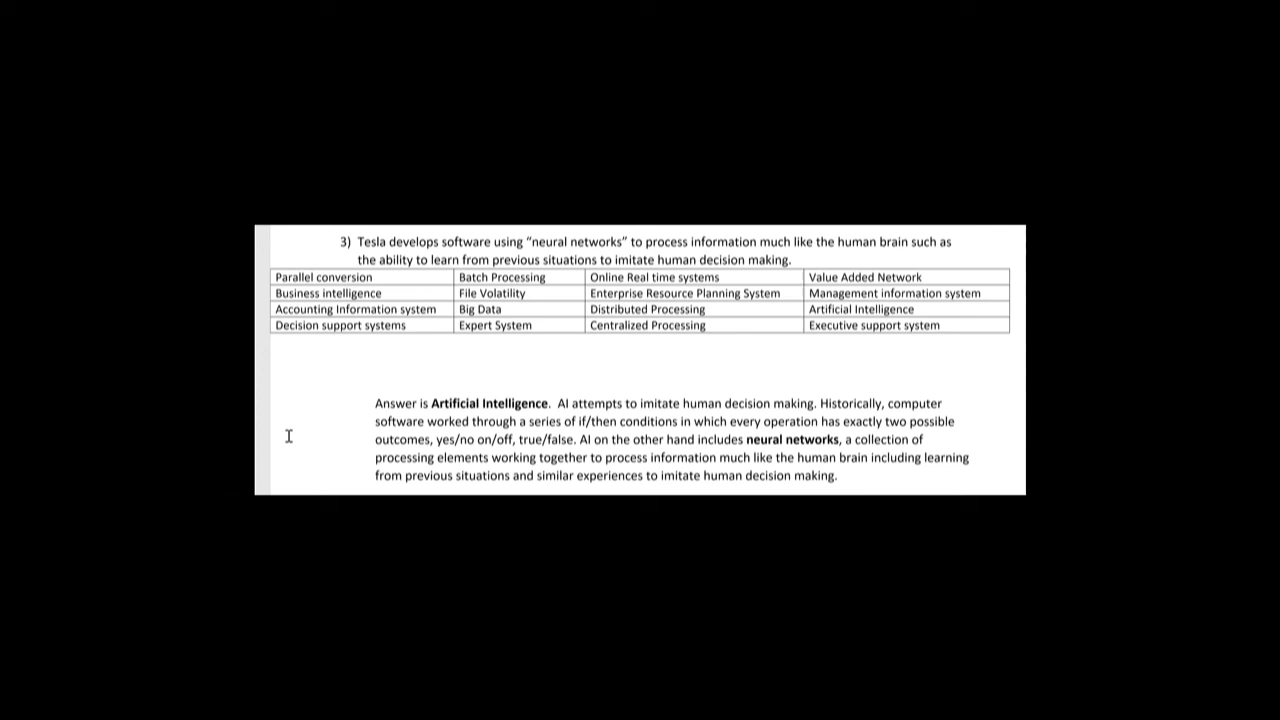 3) Tesla develops software using “neural networks” to process information much like the human brain such as
the ability to learn from previous situations to imitate human decision making.
Parallel conversion Batch Processing Online Real time systems Value Added Network
Business intelligence File Volatility Enterprise Resource Planning System Management information system
Accounting Information system Big Data Distributed Processing Artificial Intelligence
Decision support systems Expert System Centralized Processing Executive support system
Answer is Artificial Intelligence. AI attempts to imitate human decision making. Historically, computer
software worked through a series of if/then conditions in which every operation has exactly two possible
outcomes, yes/no on/off, true/false. AI on the other hand includes neural networks, a collection of
processing elements working together to process information much like the human brain including learning
from previous situations and similar experiences to imitate human decision making.